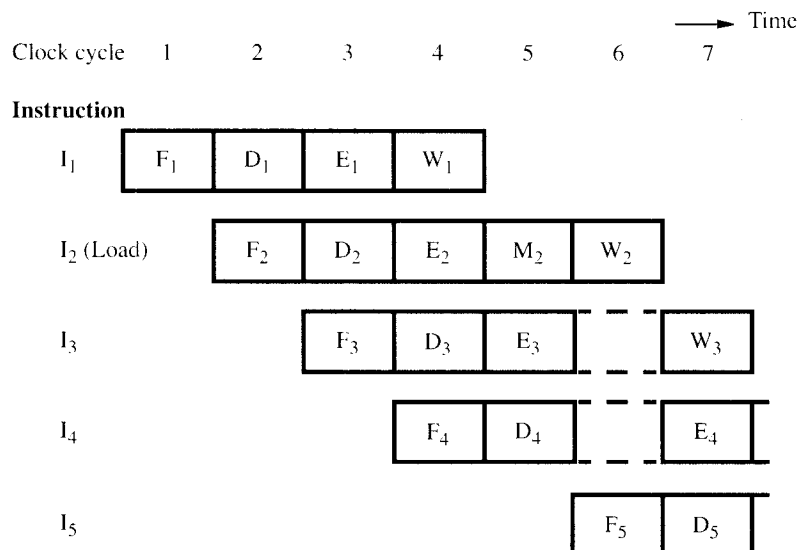 Time
Clock cycle 1 2 3 4 5 6 7
Instruction
I1 F1 D1 E1 W1
I2 (Load) F2 D2 E2 M2 W2
I3 F3 D3 E3 W3
I4 F4 D4 E4
I5 F5 D5